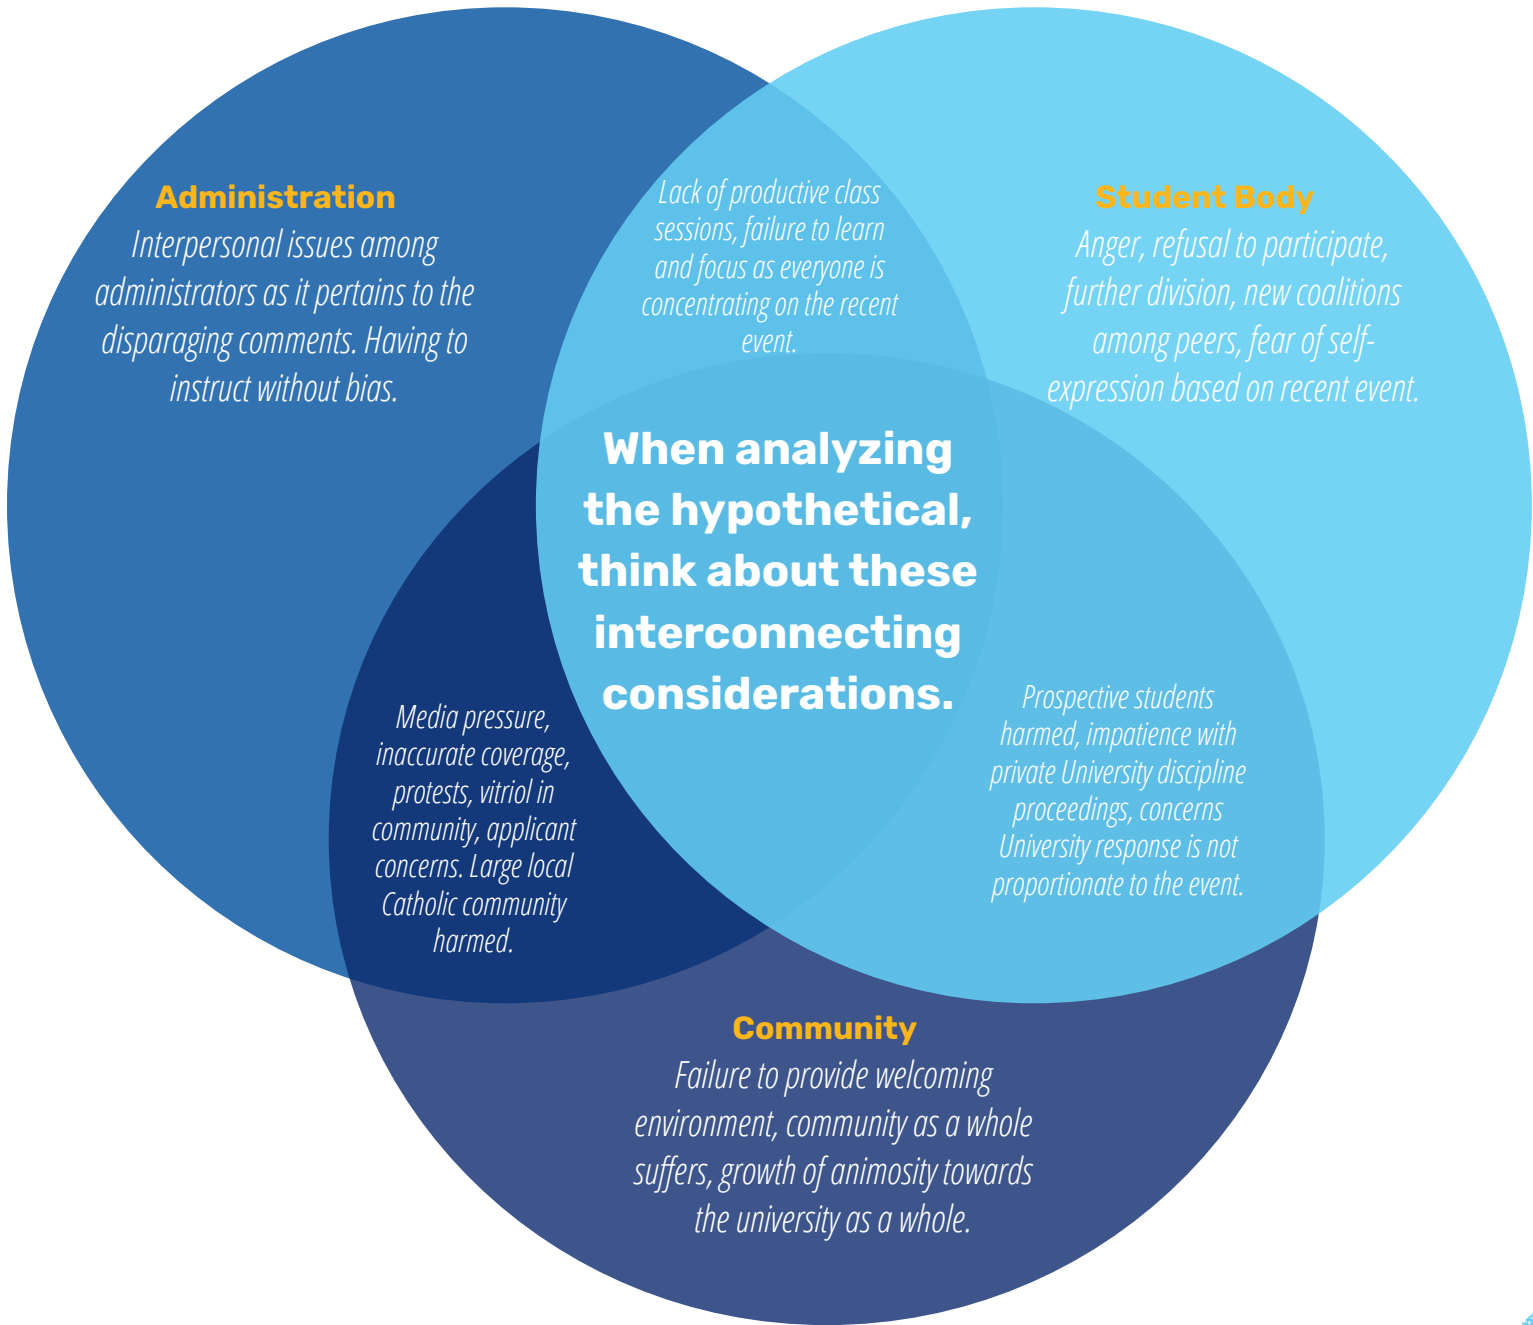 Administration
Interpersonal issues among
administrators as it pertains to the
disparaging comments. Having to
instruct without bias.
Lack of productive class
sessions, failure to learn
and focus as everyone is
concentrating on the recent
event.
Student Body
Anger, refusal to participate,
further division, new coalitions
among peers, fear of self-
expression based on recent event.
When analyzing
the hypothetical,
think about these
interconnecting
considerations.
Media pressure,
inaccurate coverage,
protests, vitriol in
community, applicant
concerns. Large local
Catholic community
harmed.
Prospective students
harmed, impatience with
private University discipline
proceedings, concerns
University response is not
proportionate to the event.
Community
Failure to provide welcoming
environment, community as a whole
suffers, growth of animosity towards
the university as a whole.